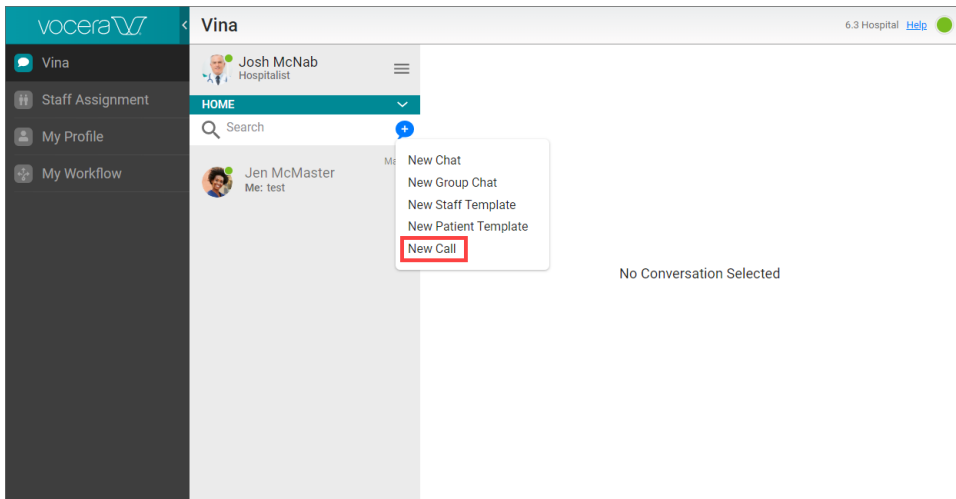 vocera
Vina
6.3 Hospital Help
Vina
Staff Assignment
My Profile
My Workflow
Josh McNab
Hospitalist
HOME
Search
Jen McMaster
Me: test
New Chat
New Group Chat
New Staff Template
New Patient Template
New Call
No Conversation Selected